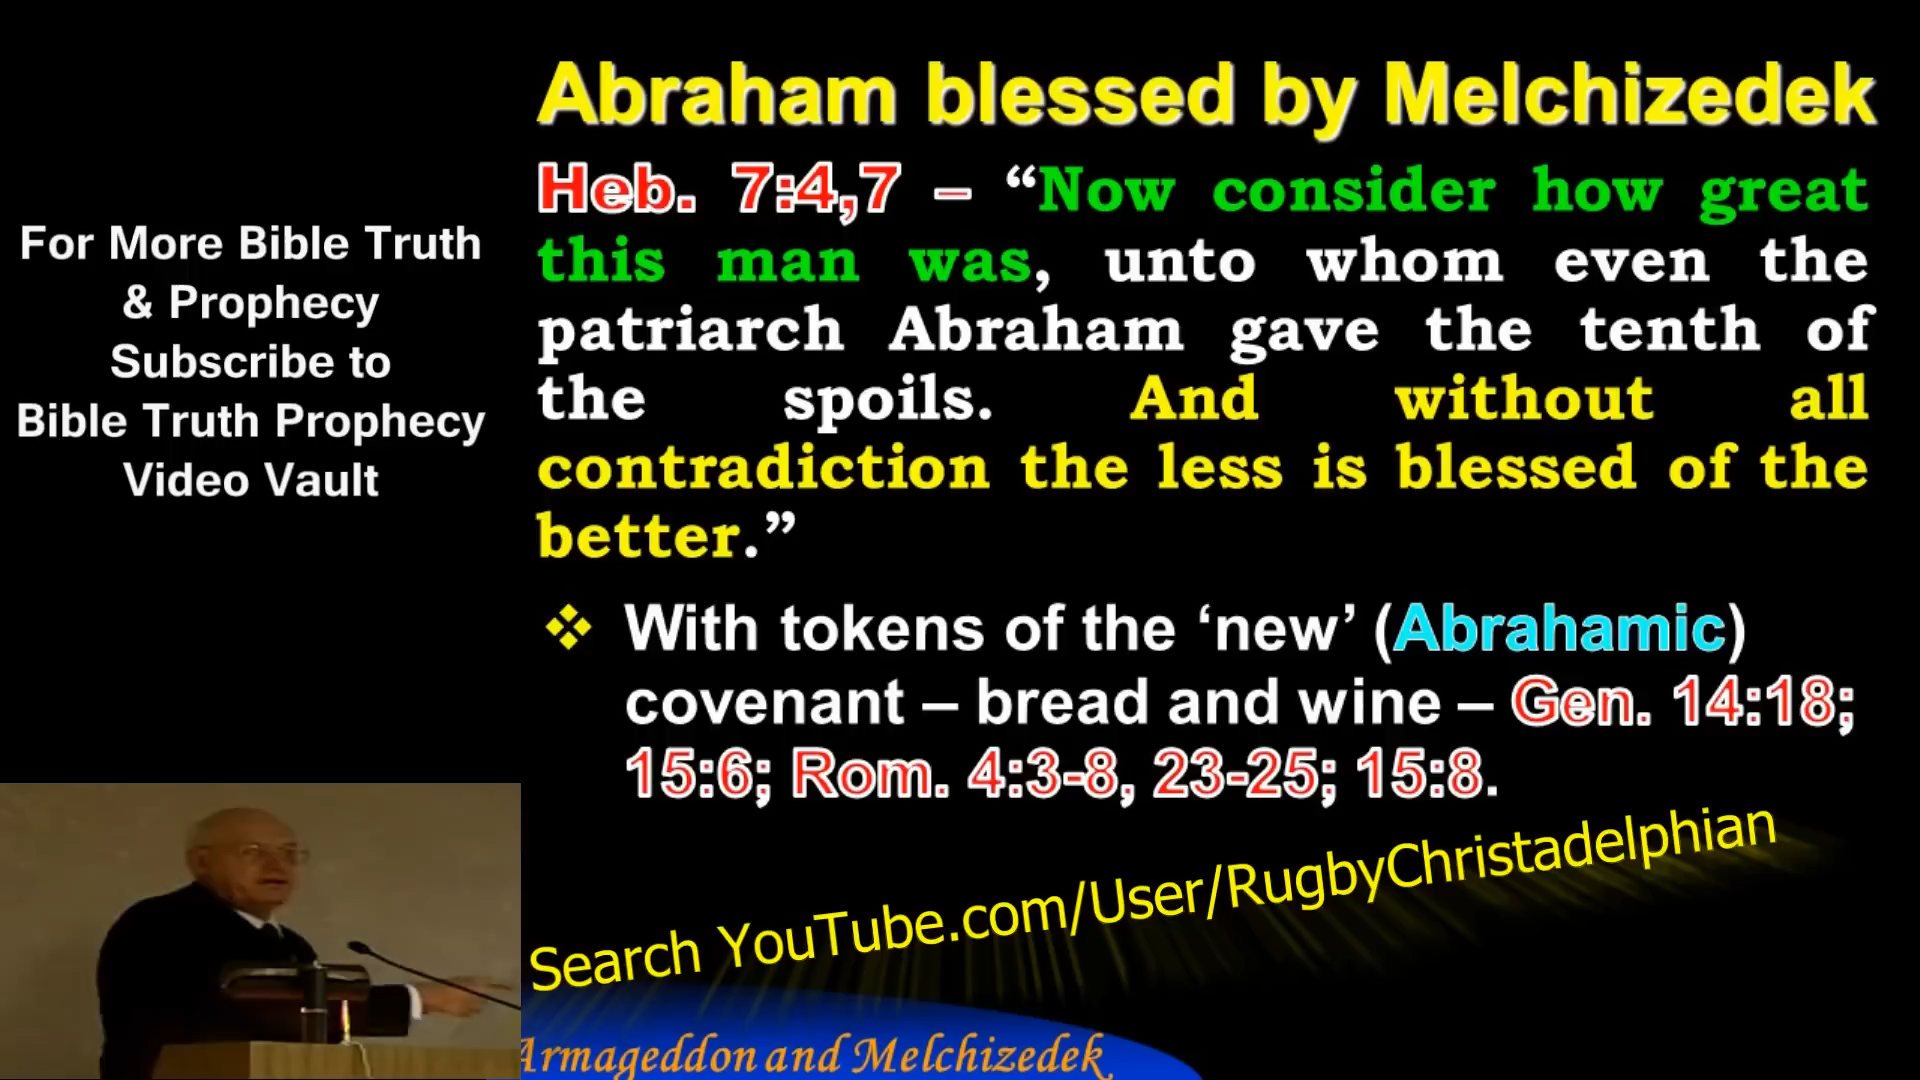 Abraham blessed by Melchizedek
Heb. 7:4,7 – “Now consider how great
this man was, unto whom even the
patriarch Abraham gave the tenth of
the spoils. And without all
contradiction the less is blessed of the
better.”
❖ With tokens of the ‘new’ (Abrahamic)
covenant – bread and wine – Gen. 14:18;
15:6; Rom. 4:3-8, 23-25; 15:8.
For More Bible Truth
& Prophecy
Subscribe to
Bible Truth Prophecy
Video Vault
Search YouTube.com/User/RugbyChristadelphian
Armageddon and Melchizedek